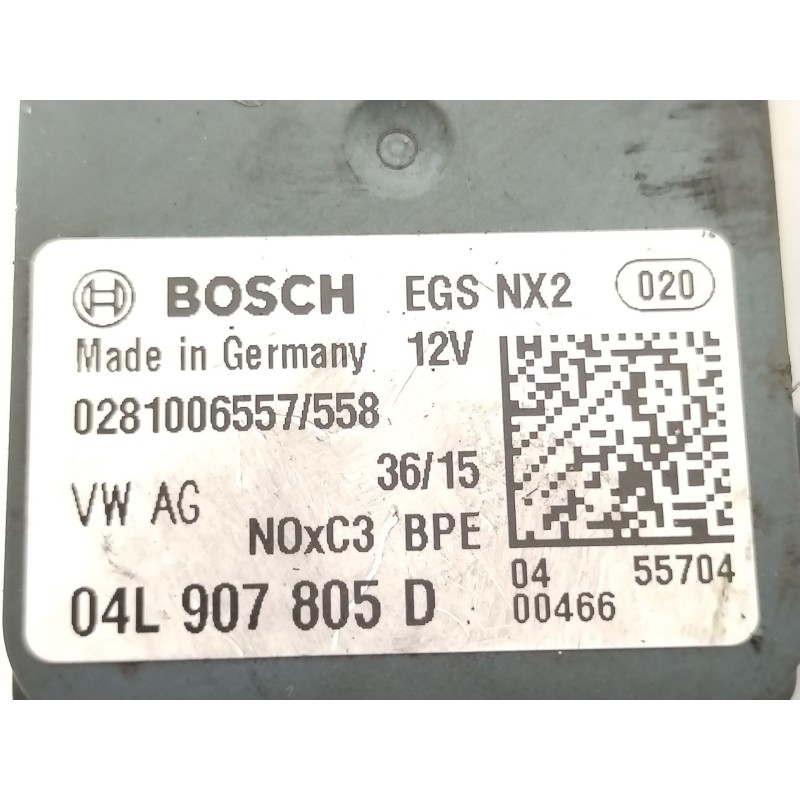 BOSCH EGS NX2 020
Made in Germany 12V
0281006557/558
36/15
VW AG
NOxC3 BPE
04L 907 805 D
04 55704
00466